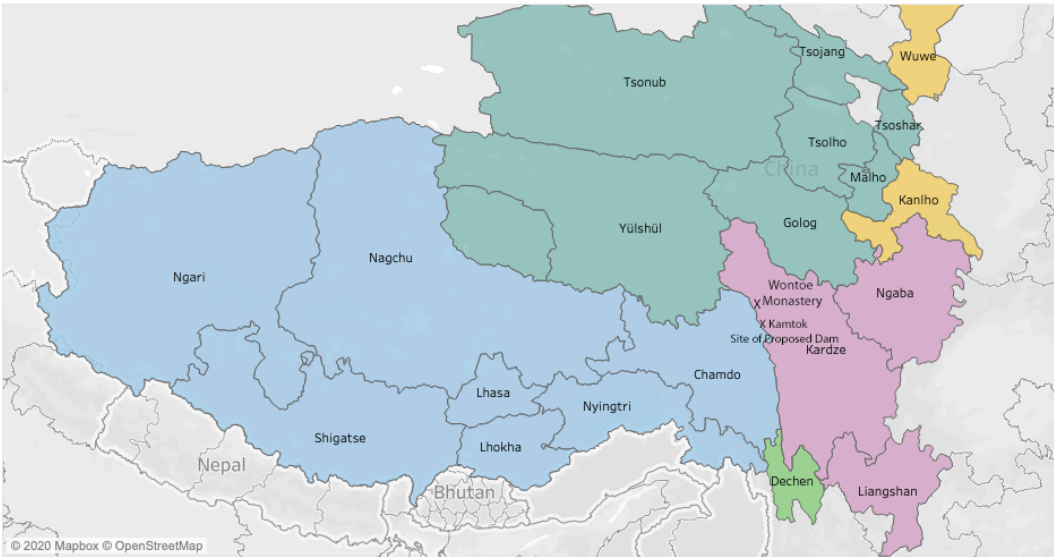 Tsojang
Wuwe
Tsonub
Tsoshar
Tsolho
China
Malho
Kanlho
Yülshül
Golog
Nagchu
Ngari
Wontoe
Monastery
X
Ngaba
X Kamtok
Site of Proposed Dam
Kardze
Chamdo
Lhasa
Nyingtri
Shigatse
Lhokha
Nepal
Bhutan
Dechen
Liangshan
© 2020 Mapbox © OpenStreetMap